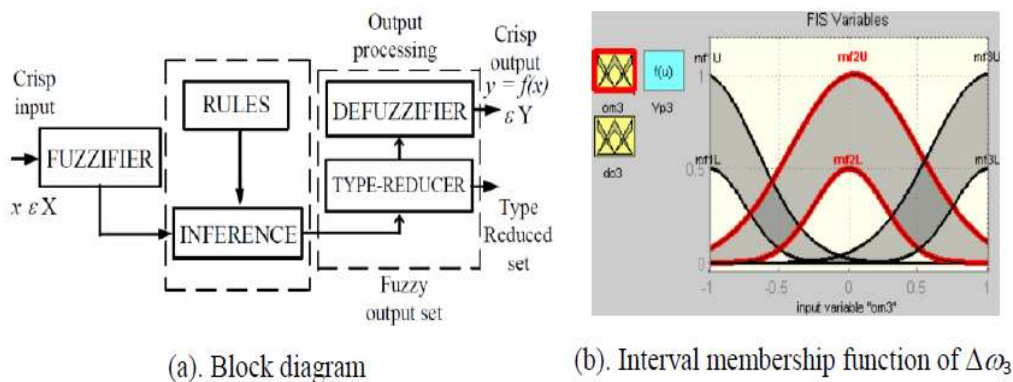 Output
processing
Crisp
output
y = f(x)
ε Y
Crisp
input
RULES
DEFUZZIFIER
FUZZIFIER
TYPE-REDUCER
x ε X
INFERENCE
Type
Reduced
set
Fuzzy
output set
(a). Block diagram
FIS Variables
mf1U
mf2U
mf3U
f(u)
om3
Vp3
1
mf1L
mf2L
mf3L
0.5
do3
0
-1
-0.5
0
0.5
1
input variable "om3"
(b). Interval membership function of Δω₃